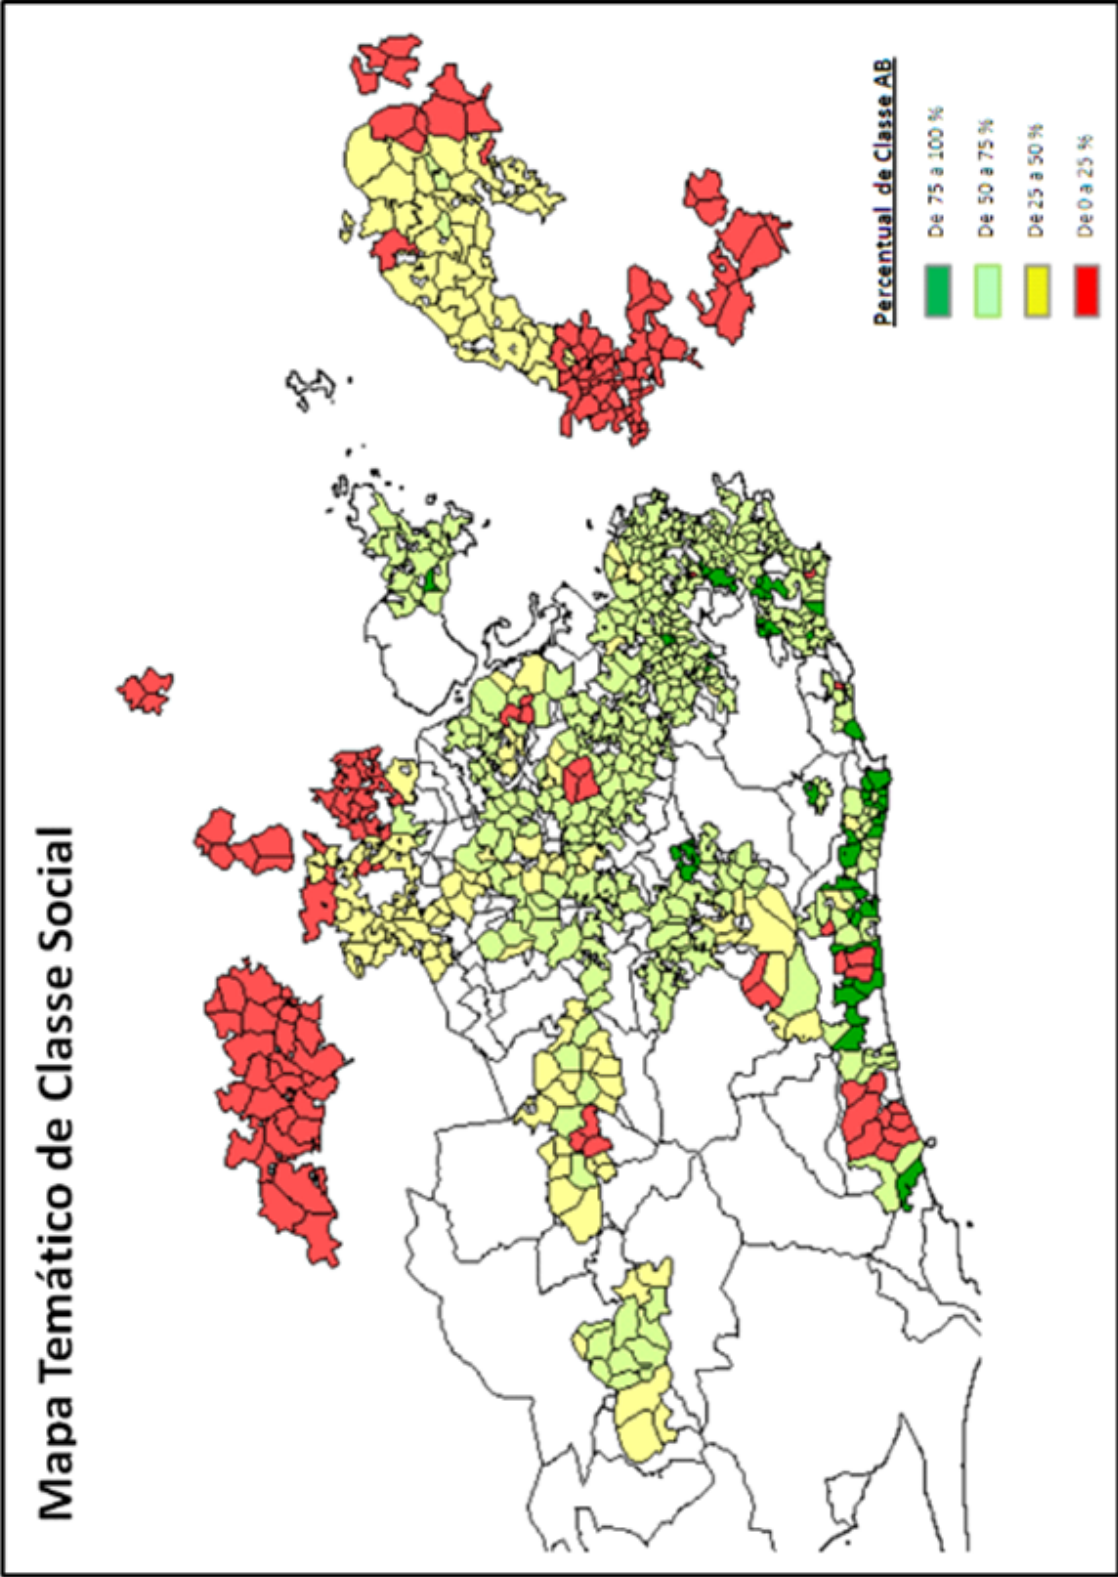 Mapa Temático de Classe Social
Percentual de Classe AB
De 75 a 100 %
De 50 a 75 %
De 25 a 50 %
De 0 a 25 %